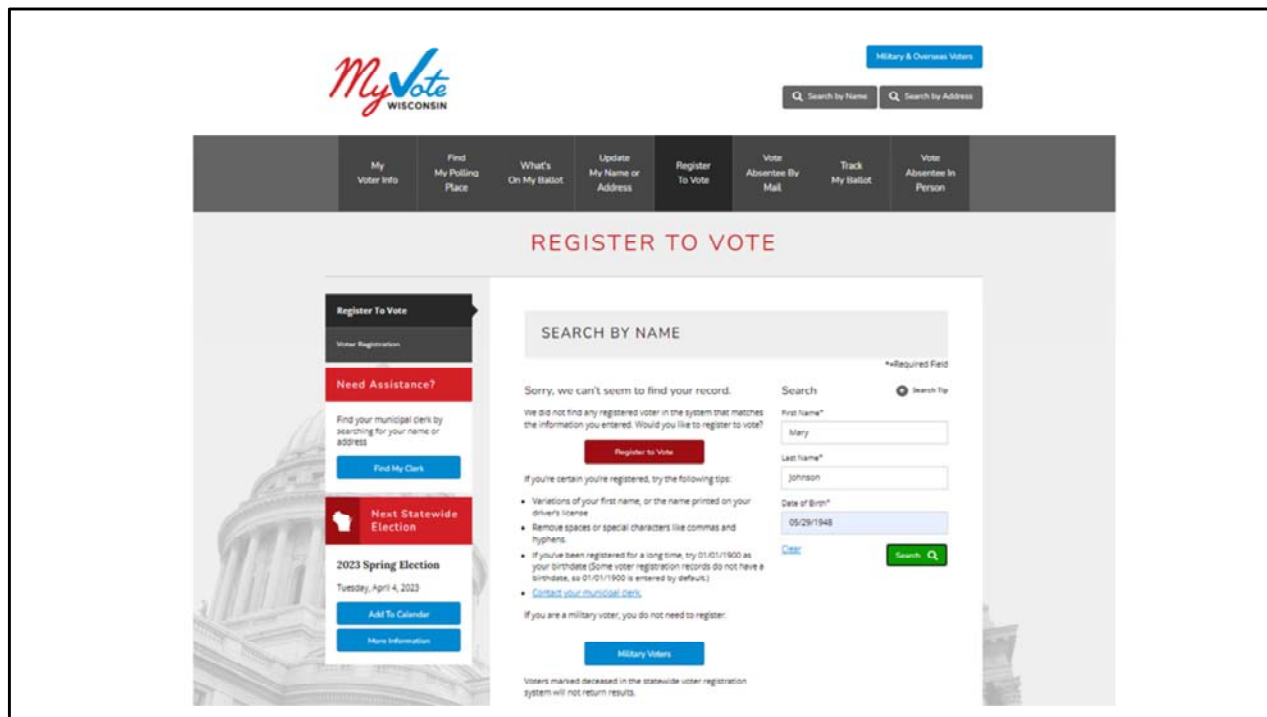 MyVote
WISCONSIN
Military & Overseas Voters
Search by Name
Search by Address
My
Voter Info
Find
My Polling
Place
What's
On My Ballot
Update
My Name or
Address
Register
To Vote
Vote
Absentee By
Mail
Track
My Ballot
Vote
Absentee In
Person
REGISTER TO VOTE
Register To Vote
Voter Registration
Need Assistance?
Find your municipal clerk by
searching for your name or
address
Find My Clerk
Next Statewide
Election
2023 Spring Election
Tuesday, April 4, 2023
Add To Calendar
More Information
SEARCH BY NAME
*=Required Field
Sorry, we can't seem to find your record.
We did not find any registered voter in the system that matches
the information you entered. Would you like to register to vote?
Register to Vote
If you're certain you're registered, try the following tips:
Variations of your first name, or the name printed on your
driver's license
Remove spaces or special characters like commas and
hyphens.
If you've been registered for a long time, try 01/01/1900 as
your birthdate (Some voter registration records do not have a
birthdate, so 01/01/1900 is entered by default.)
Contact your municipal clerk.
If you are a military voter, you do not need to register.
Military Voters
Voters marked deceased in the statewide voter registration
system will not return results.
Search
Search Tip
First Name*
Mary
Last Name*
Johnson
Date of Birth*
05/29/1948
Clear
Search